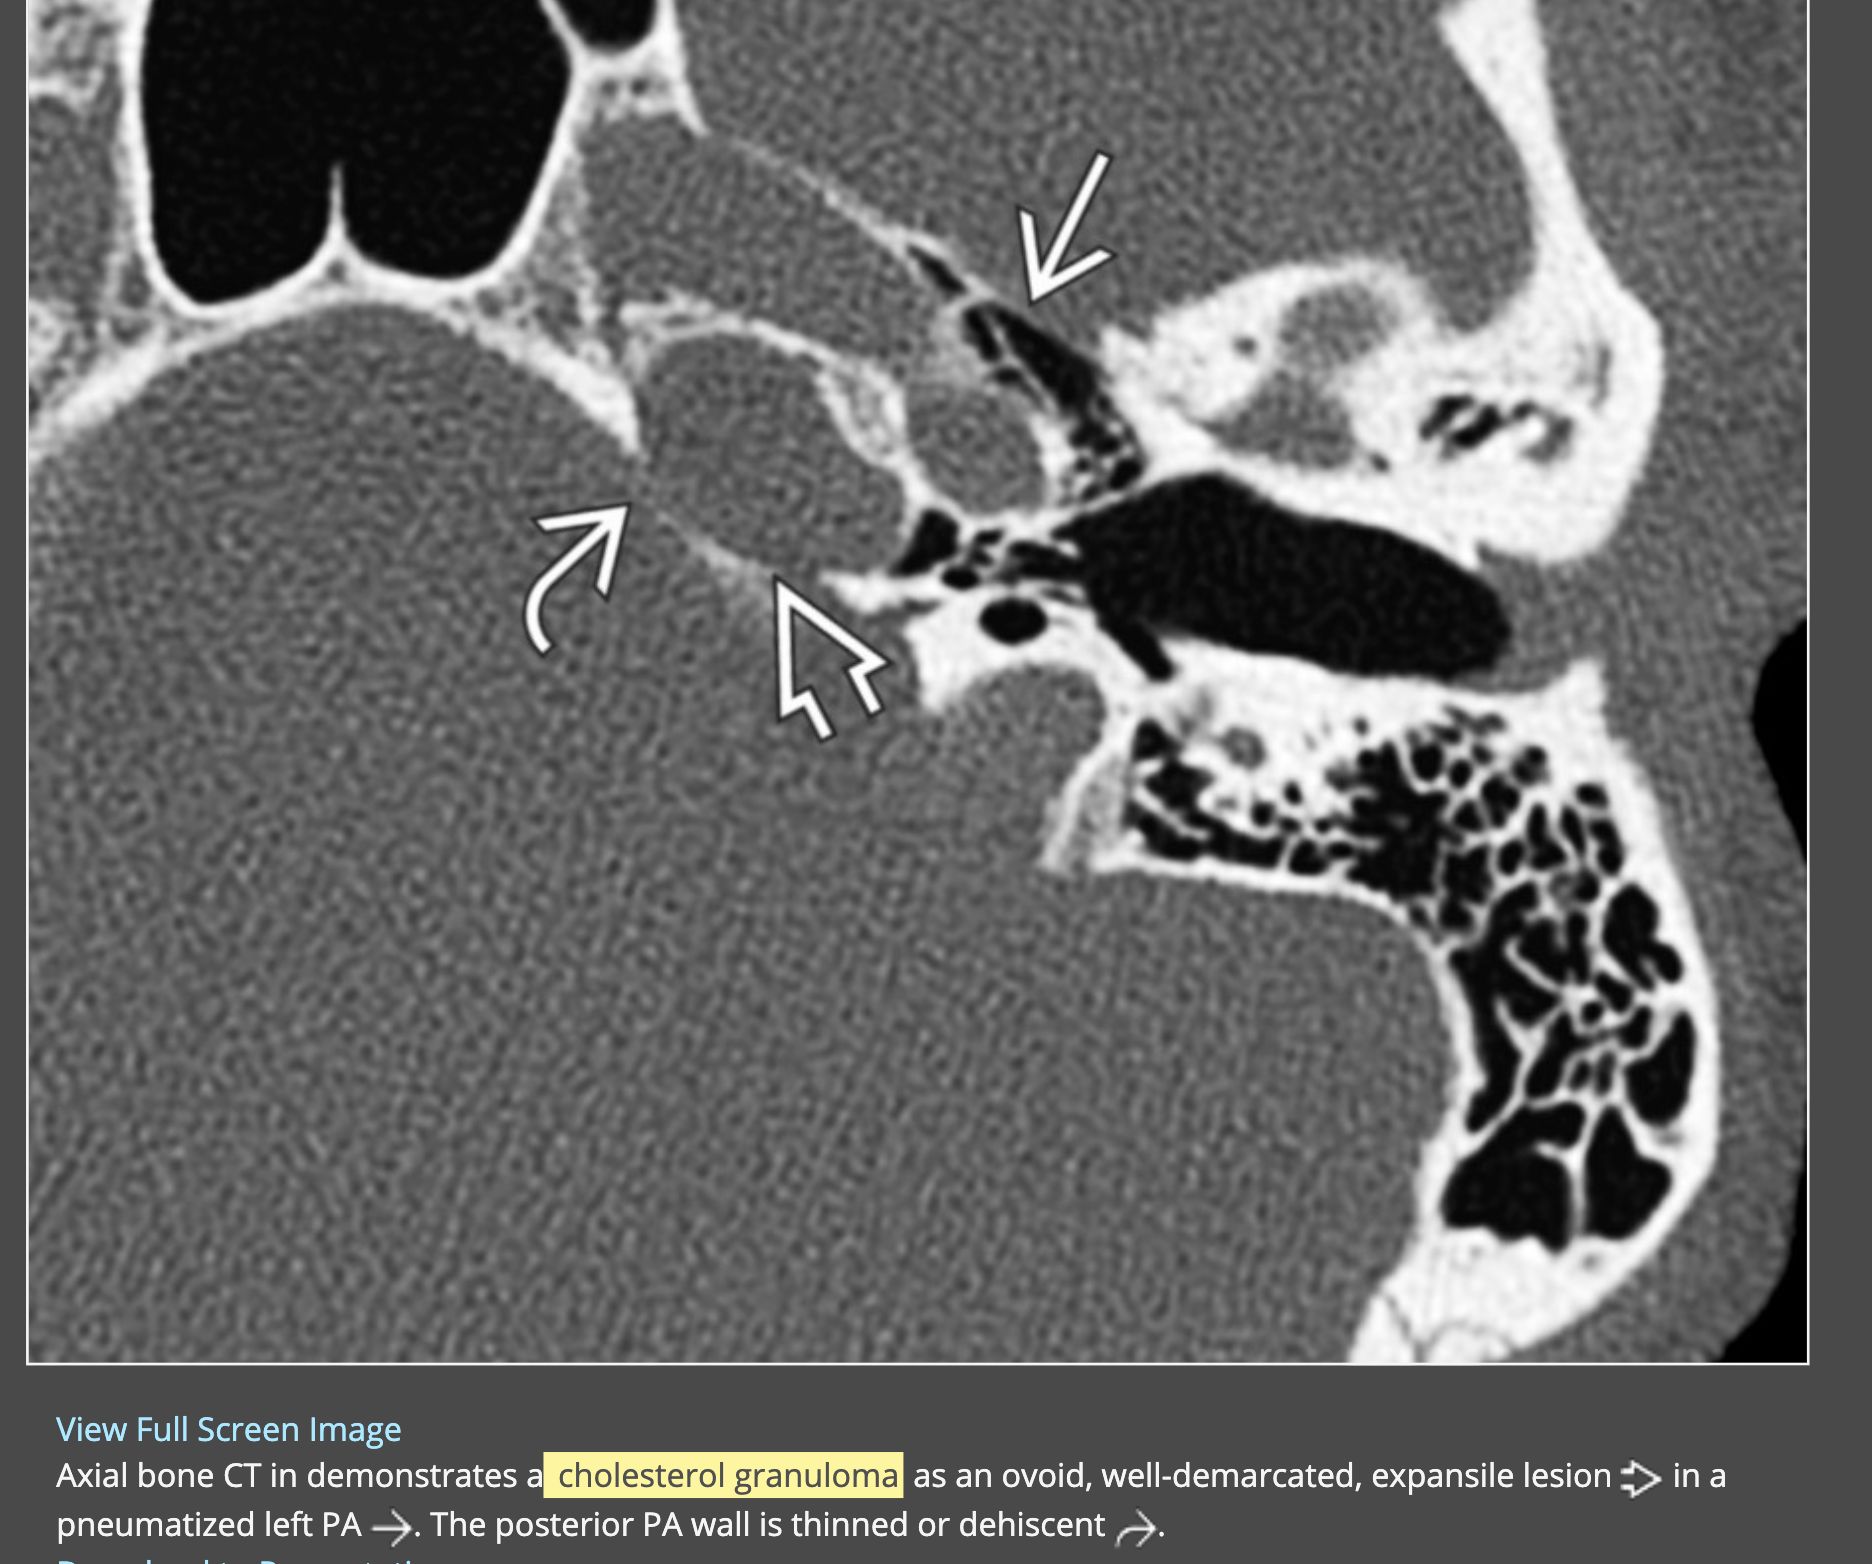 View Full Screen Image
Axial bone CT in demonstrates a cholesterol granuloma as an ovoid, well-demarcated, expansile lesion in a
pneumatized left PA . The posterior PA wall is thinned or dehiscent .